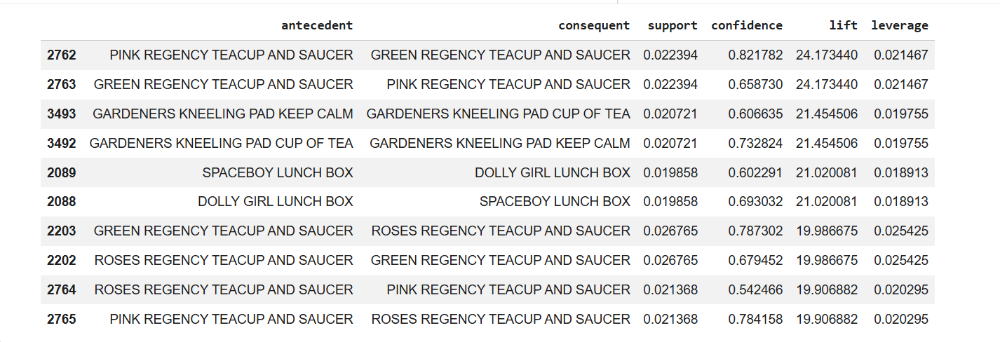 antecedent consequent support confidence lift leverage
2762 PINK REGENCY TEACUP AND SAUCER GREEN REGENCY TEACUP AND SAUCER 0.022394 0.821782 24.173440 0.021467
2763 GREEN REGENCY TEACUP AND SAUCER PINK REGENCY TEACUP AND SAUCER 0.022394 0.658730 24.173440 0.021467
3493 GARDENERS KNEELING PAD KEEP CALM GARDENERS KNEELING PAD CUP OF TEA 0.020721 0.606635 21.454506 0.019755
3492 GARDENERS KNEELING PAD CUP OF TEA GARDENERS KNEELING PAD KEEP CALM 0.020721 0.732824 21.454506 0.019755
2089 SPACEBOY LUNCH BOX DOLLY GIRL LUNCH BOX 0.019858 0.602291 21.020081 0.018913
2088 DOLLY GIRL LUNCH BOX SPACEBOY LUNCH BOX 0.019858 0.693032 21.020081 0.018913
2203 GREEN REGENCY TEACUP AND SAUCER ROSES REGENCY TEACUP AND SAUCER 0.026765 0.787302 19.986675 0.025425
2202 ROSES REGENCY TEACUP AND SAUCER GREEN REGENCY TEACUP AND SAUCER 0.026765 0.679452 19.986675 0.025425
2764 ROSES REGENCY TEACUP AND SAUCER PINK REGENCY TEACUP AND SAUCER 0.021368 0.542466 19.906882 0.020295
2765 PINK REGENCY TEACUP AND SAUCER ROSES REGENCY TEACUP AND SAUCER 0.021368 0.784158 19.906882 0.020295